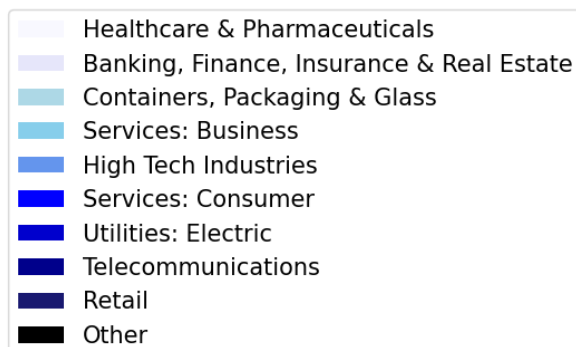 Healthcare & Pharmaceuticals
Banking, Finance, Insurance & Real Estate
Containers, Packaging & Glass
Services: Business
High Tech Industries
Services: Consumer
Utilities: Electric
Telecommunications
Retail
Other